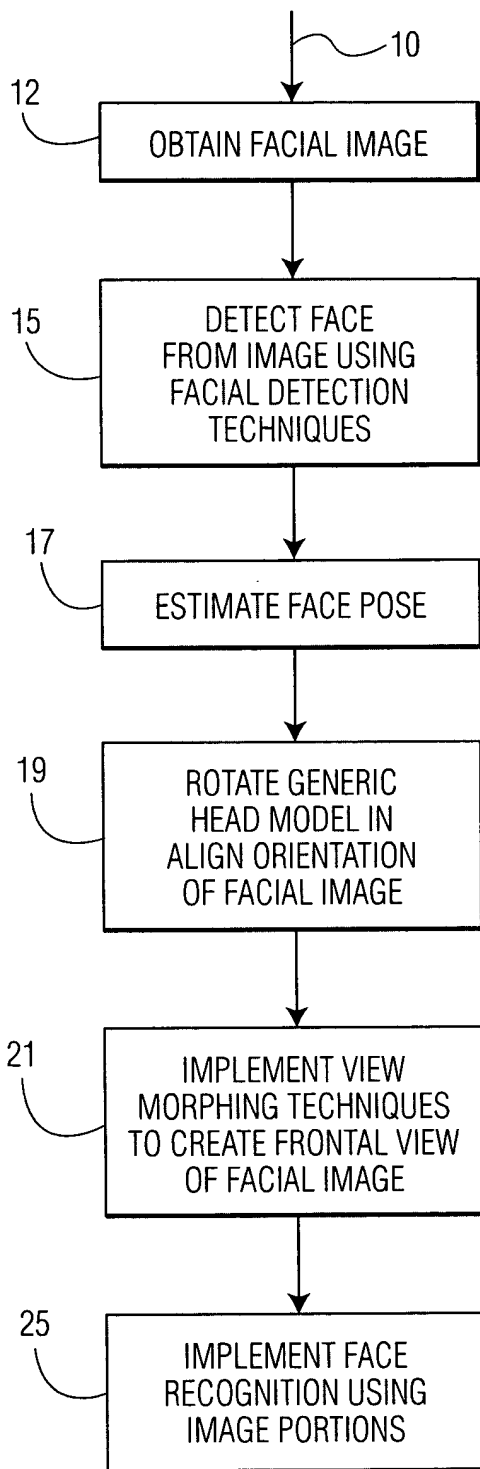 10
12
OBTAIN FACIAL IMAGE
15
DETECT FACE
FROM IMAGE USING
FACIAL DETECTION
TECHNIQUES
17
ESTIMATE FACE POSE
19
ROTATE GENERIC
HEAD MODEL IN
ALIGN ORIENTATION
OF FACIAL IMAGE
21
IMPLEMENT VIEW
MORPHING TECHNIQUES
TO CREATE FRONTAL VIEW
OF FACIAL IMAGE
25
IMPLEMENT FACE
RECOGNITION USING
IMAGE PORTIONS